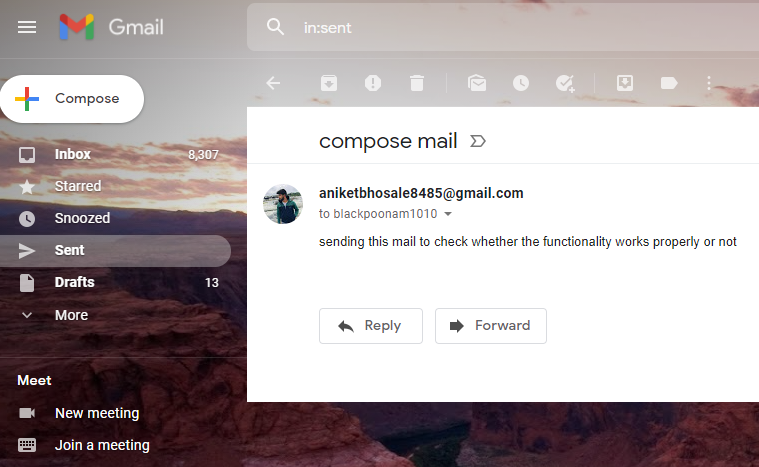 Gmail
in:sent
Compose
Inbox 8,307
Starred
Snoozed
Sent
Drafts 13
More
Meet
New meeting
Join a meeting
compose mail
aniketbhosale8485@gmail.com
to blackpoonam1010
sending this mail to check whether the functionality works properly or not
Reply
Forward